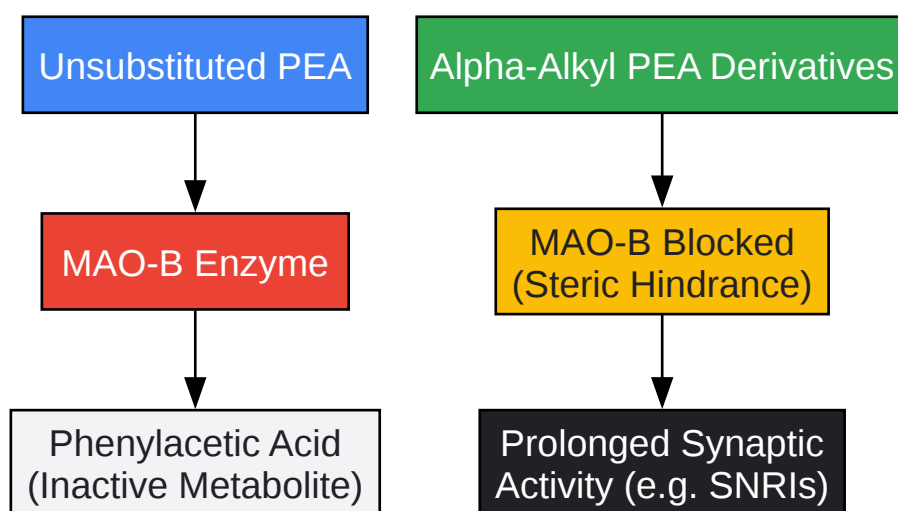 Unsubstituted PEA
Alpha-Alkyl PEA Derivatives
MAO-B Enzyme
MAO-B Blocked
(Steric Hindrance)
Phenylacetic Acid
(Inactive Metabolite)
Prolonged Synaptic
Activity (e.g. SNRIs)